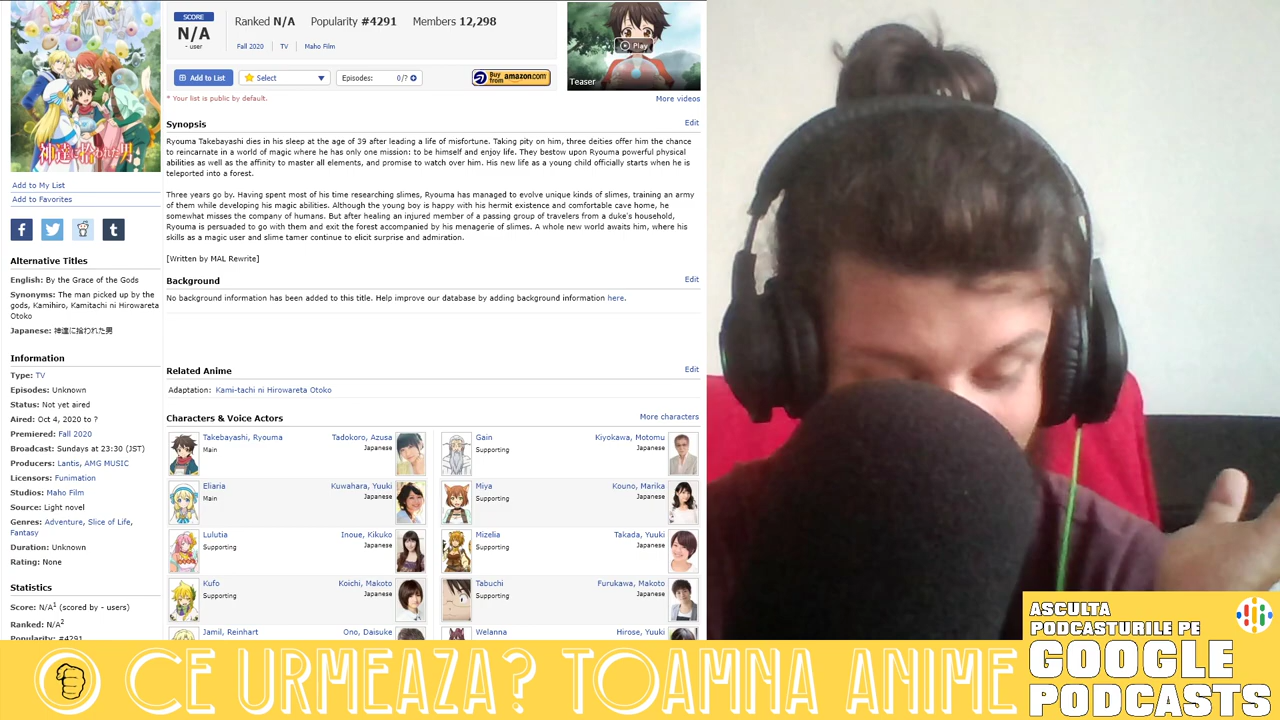 SCORE
N/A
- user
Ranked N/A Popularity #4291 Members 12,298
Fall 2020 TV Maho Film
Add to List Select Episodes: 0/? Buy from amazon.com
* Your list is public by default.
Play
Teaser
More videos
神達に拾われた男
Add to My List
Add to Favorites
Alternative Titles
English: By the Grace of the Gods
Synonyms: The man picked up by the
gods, Kamihiro, Kamitachi ni Hirowareta
Otoko
Japanese: 神達に拾われた男
Information
Type: TV
Episodes: Unknown
Status: Not yet aired
Aired: Oct 4, 2020 to ?
Premiered: Fall 2020
Broadcast: Sundays at 23:30 (JST)
Producers: Lantis, AMG MUSIC
Licensors: Funimation
Studios: Maho Film
Source: Light novel
Genres: Adventure, Slice of Life,
Fantasy
Duration: Unknown
Rating: None
Statistics
Score: N/A1 (scored by - users)
Ranked: N/A2
Popularity: #4291
Synopsis Edit
Ryouma Takebayashi dies in his sleep at the age of 39 after leading a life of misfortune. Taking pity on him, three deities offer him the chance
to reincarnate in a world of magic where he has only one mission: to be himself and enjoy life. They bestow upon Ryouma powerful physical
abilities as well as the affinity to master all elements, and promise to watch over him. His new life as a young child officially starts when he is
teleported into a forest.
Three years go by. Having spent most of his time researching slimes, Ryouma has managed to evolve unique kinds of slimes, training an army
of them while developing his magic abilities. Although the young boy is happy with his hermit existence and comfortable cave home, he
somewhat misses the company of humans. But after healing an injured member of a passing group of travelers from a duke's household,
Ryouma is persuaded to go with them and exit the forest accompanied by his menagerie of slimes. A whole new world awaits him, where his
skills as a magic user and slime tamer continue to elicit surprise and admiration.
[Written by MAL Rewrite]
Background Edit
No background information has been added to this title. Help improve our database by adding background information here.
Related Anime Edit
Adaptation: Kami-tachi ni Hirowareta Otoko
Characters & Voice Actors More characters
Takebayashi, Ryouma Tadokoro, Azusa Gain Kiyokawa, Motomu
Main Japanese Supporting Japanese
Eliaria Kuwahara, Yuuki Miya Kouno, Marika
Main Japanese Supporting Japanese
Lulutia Inoue, Kikuko Mizelia Takada, Yuuki
Supporting Japanese Supporting Japanese
Kufo Koichi, Makoto Tabuchi Furukawa, Makoto
Supporting Japanese Supporting Japanese
Jamil, Reinhart Ono, Daisuke Welanna Hirose, Yuuki
CE URMEAZA? TOAMNA ANIME
ASCULTA
PODCASTURILE PE
GOOGLE
PODCASTS